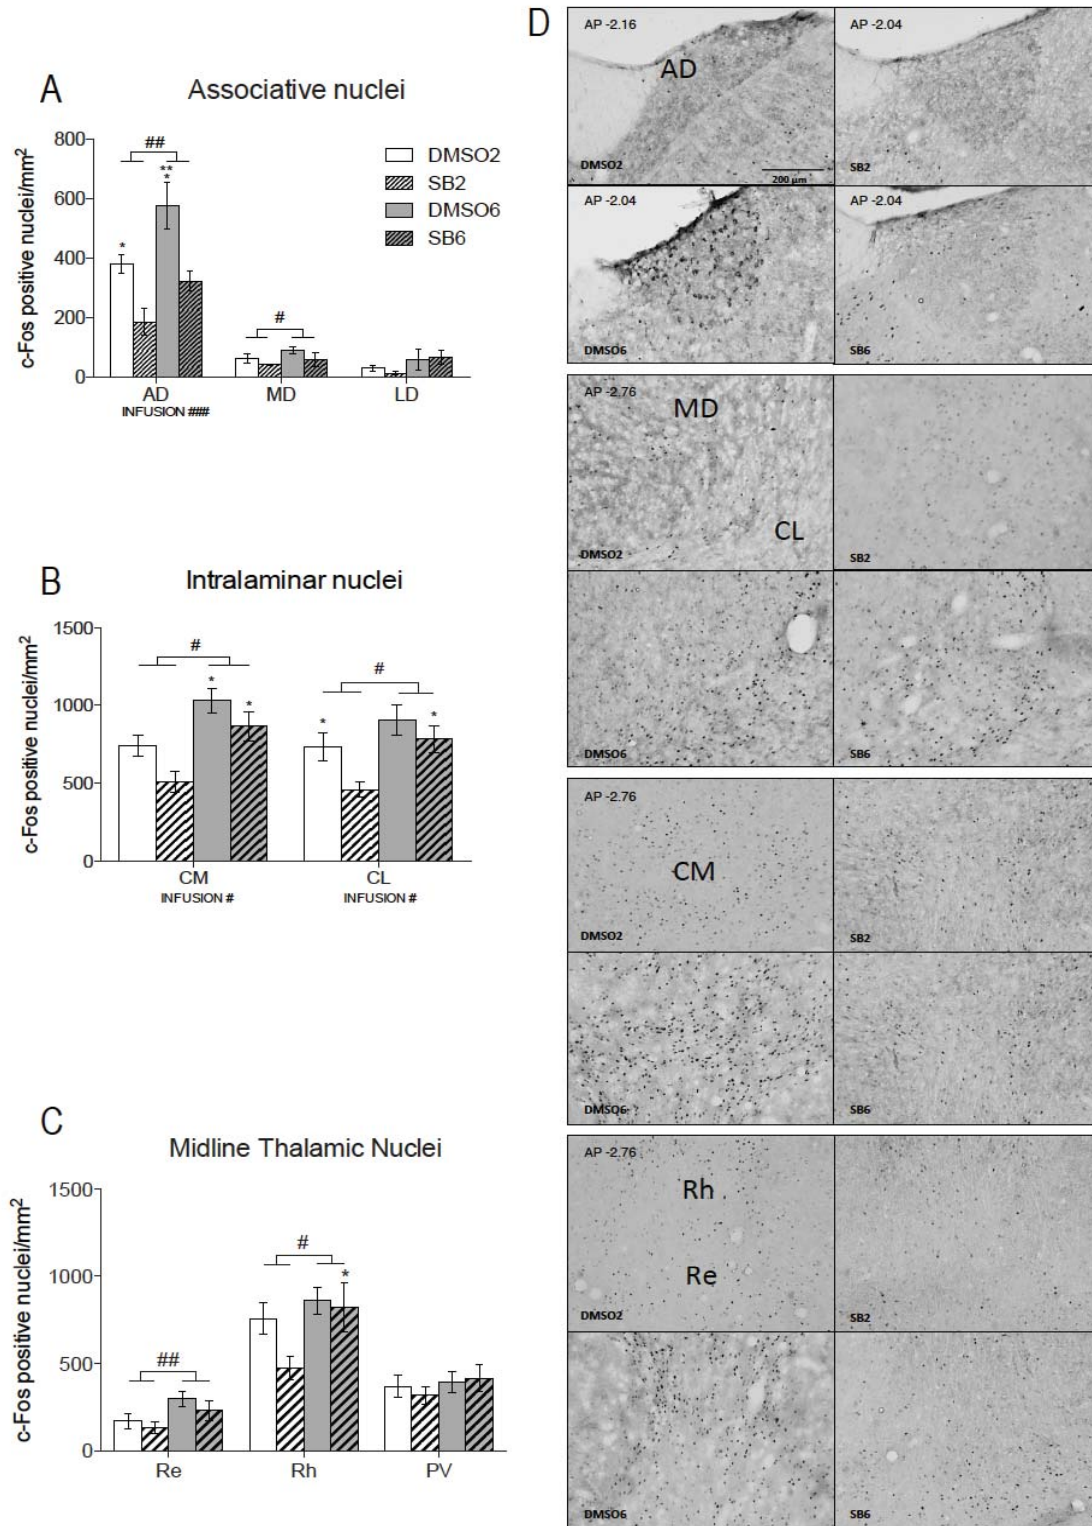 A
Associative nuclei
c-Fos positive nuclei/mm²
800
600
400
200
0
##
**
*
*
#
DMSO2
SB2
DMSO6
SB6
AD
MD
LD
INFUSION ###
B
Intralaminar nuclei
c-Fos positive nuclei/mm²
1500
1000
500
0
#
#
*
*
*
*
CM
CL
INFUSION #
INFUSION #
C
Midline Thalamic Nuclei
c-Fos positive nuclei/mm²
1500
1000
500
0
##
#
*
Re
Rh
PV
D
AP -2.16
AD
DMSO2
200 µm
AP -2.04
SB2
AP -2.04
DMSO6
AP -2.04
SB6
AP -2.76
MD
CL
DMSO2
SB2
DMSO6
SB6
AP -2.76
CM
DMSO2
SB2
DMSO6
SB6
AP -2.76
Rh
Re
DMSO2
SB2
DMSO6
SB6